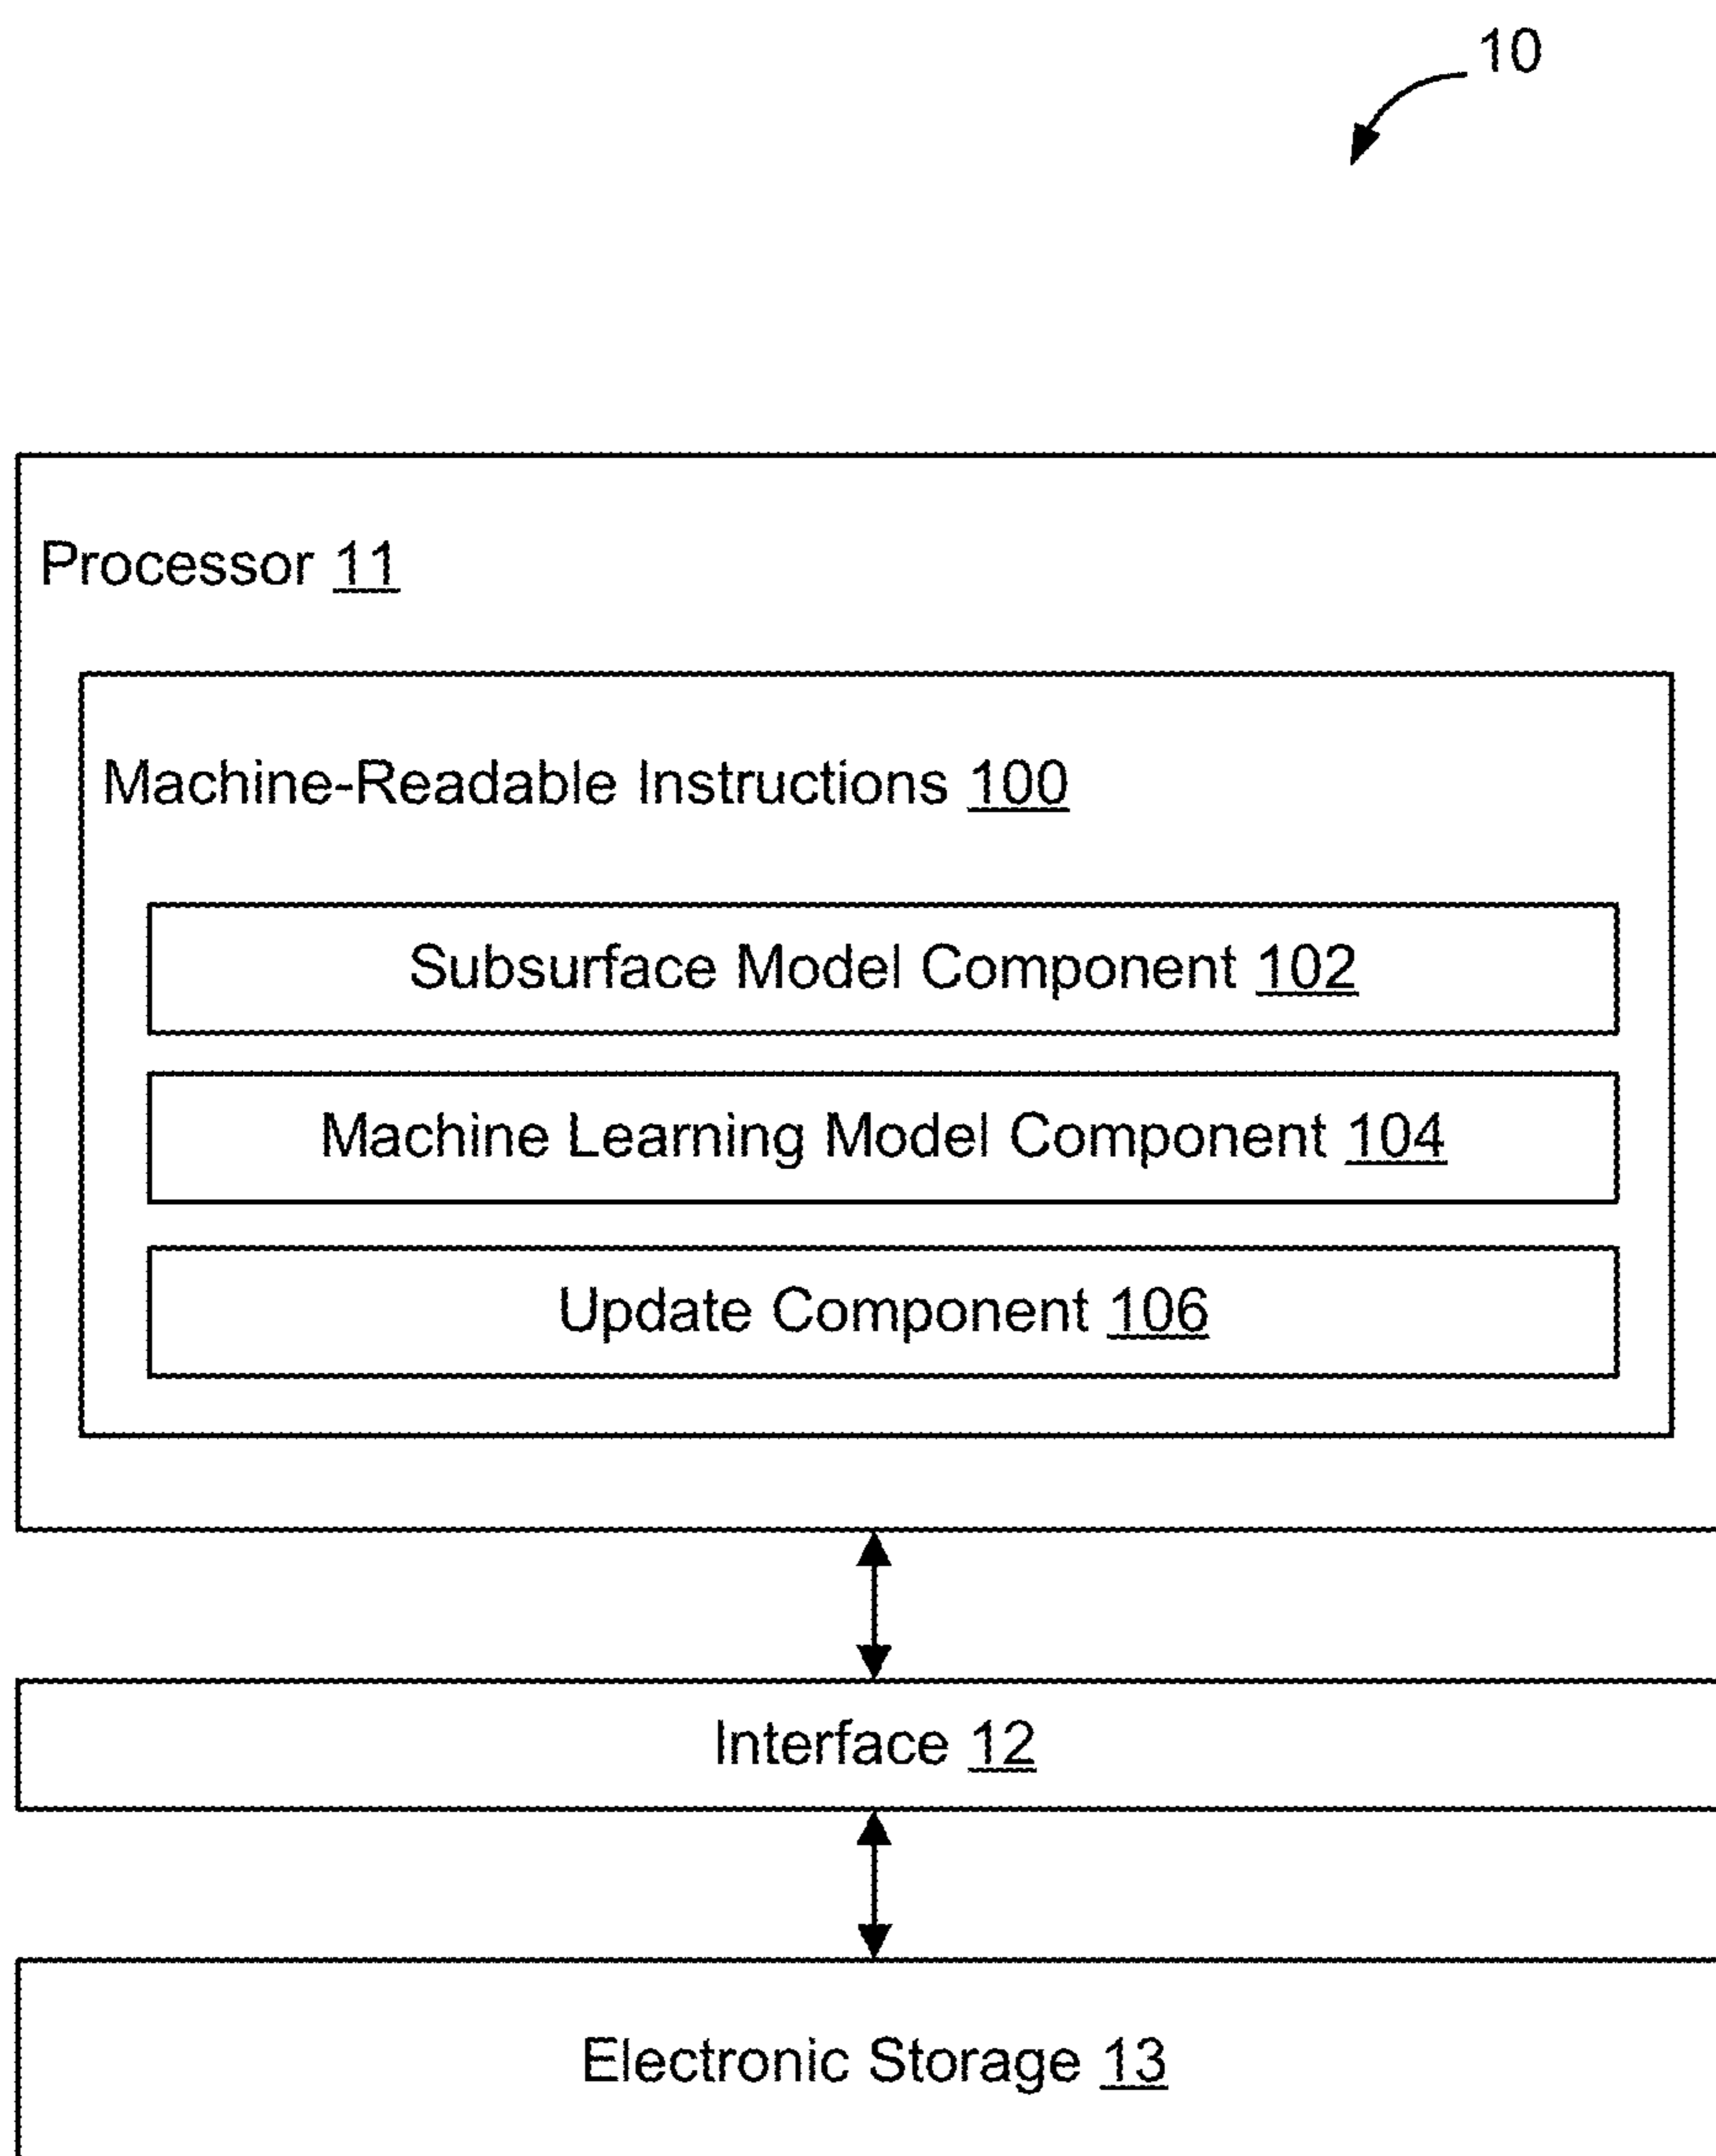 10
Processor 11
Machine-Readable Instructions 100
Subsurface Model Component 102
Machine Learning Model Component 104
Update Component 106
Interface 12
Electronic Storage 13